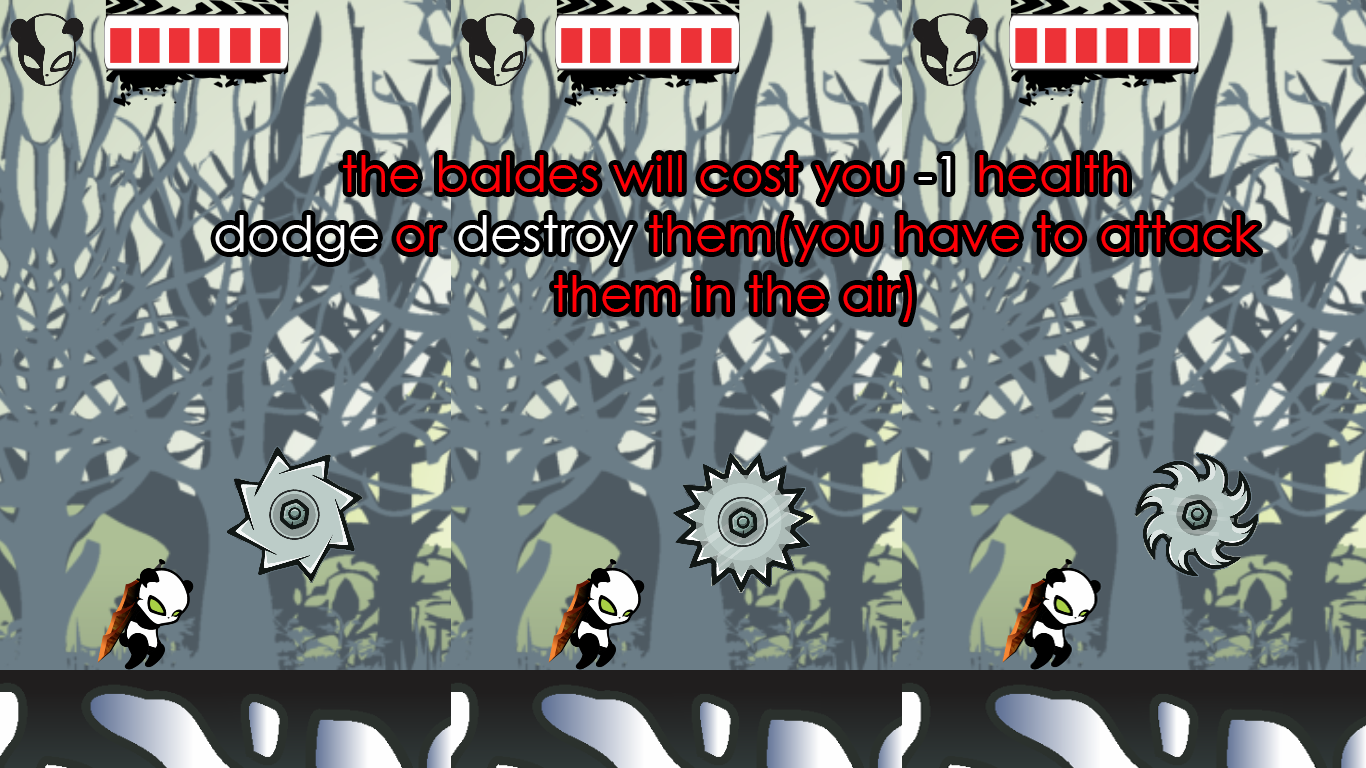 the baldes will cost you -1 health
dodge or destroy them(you have to attack
them in the air)